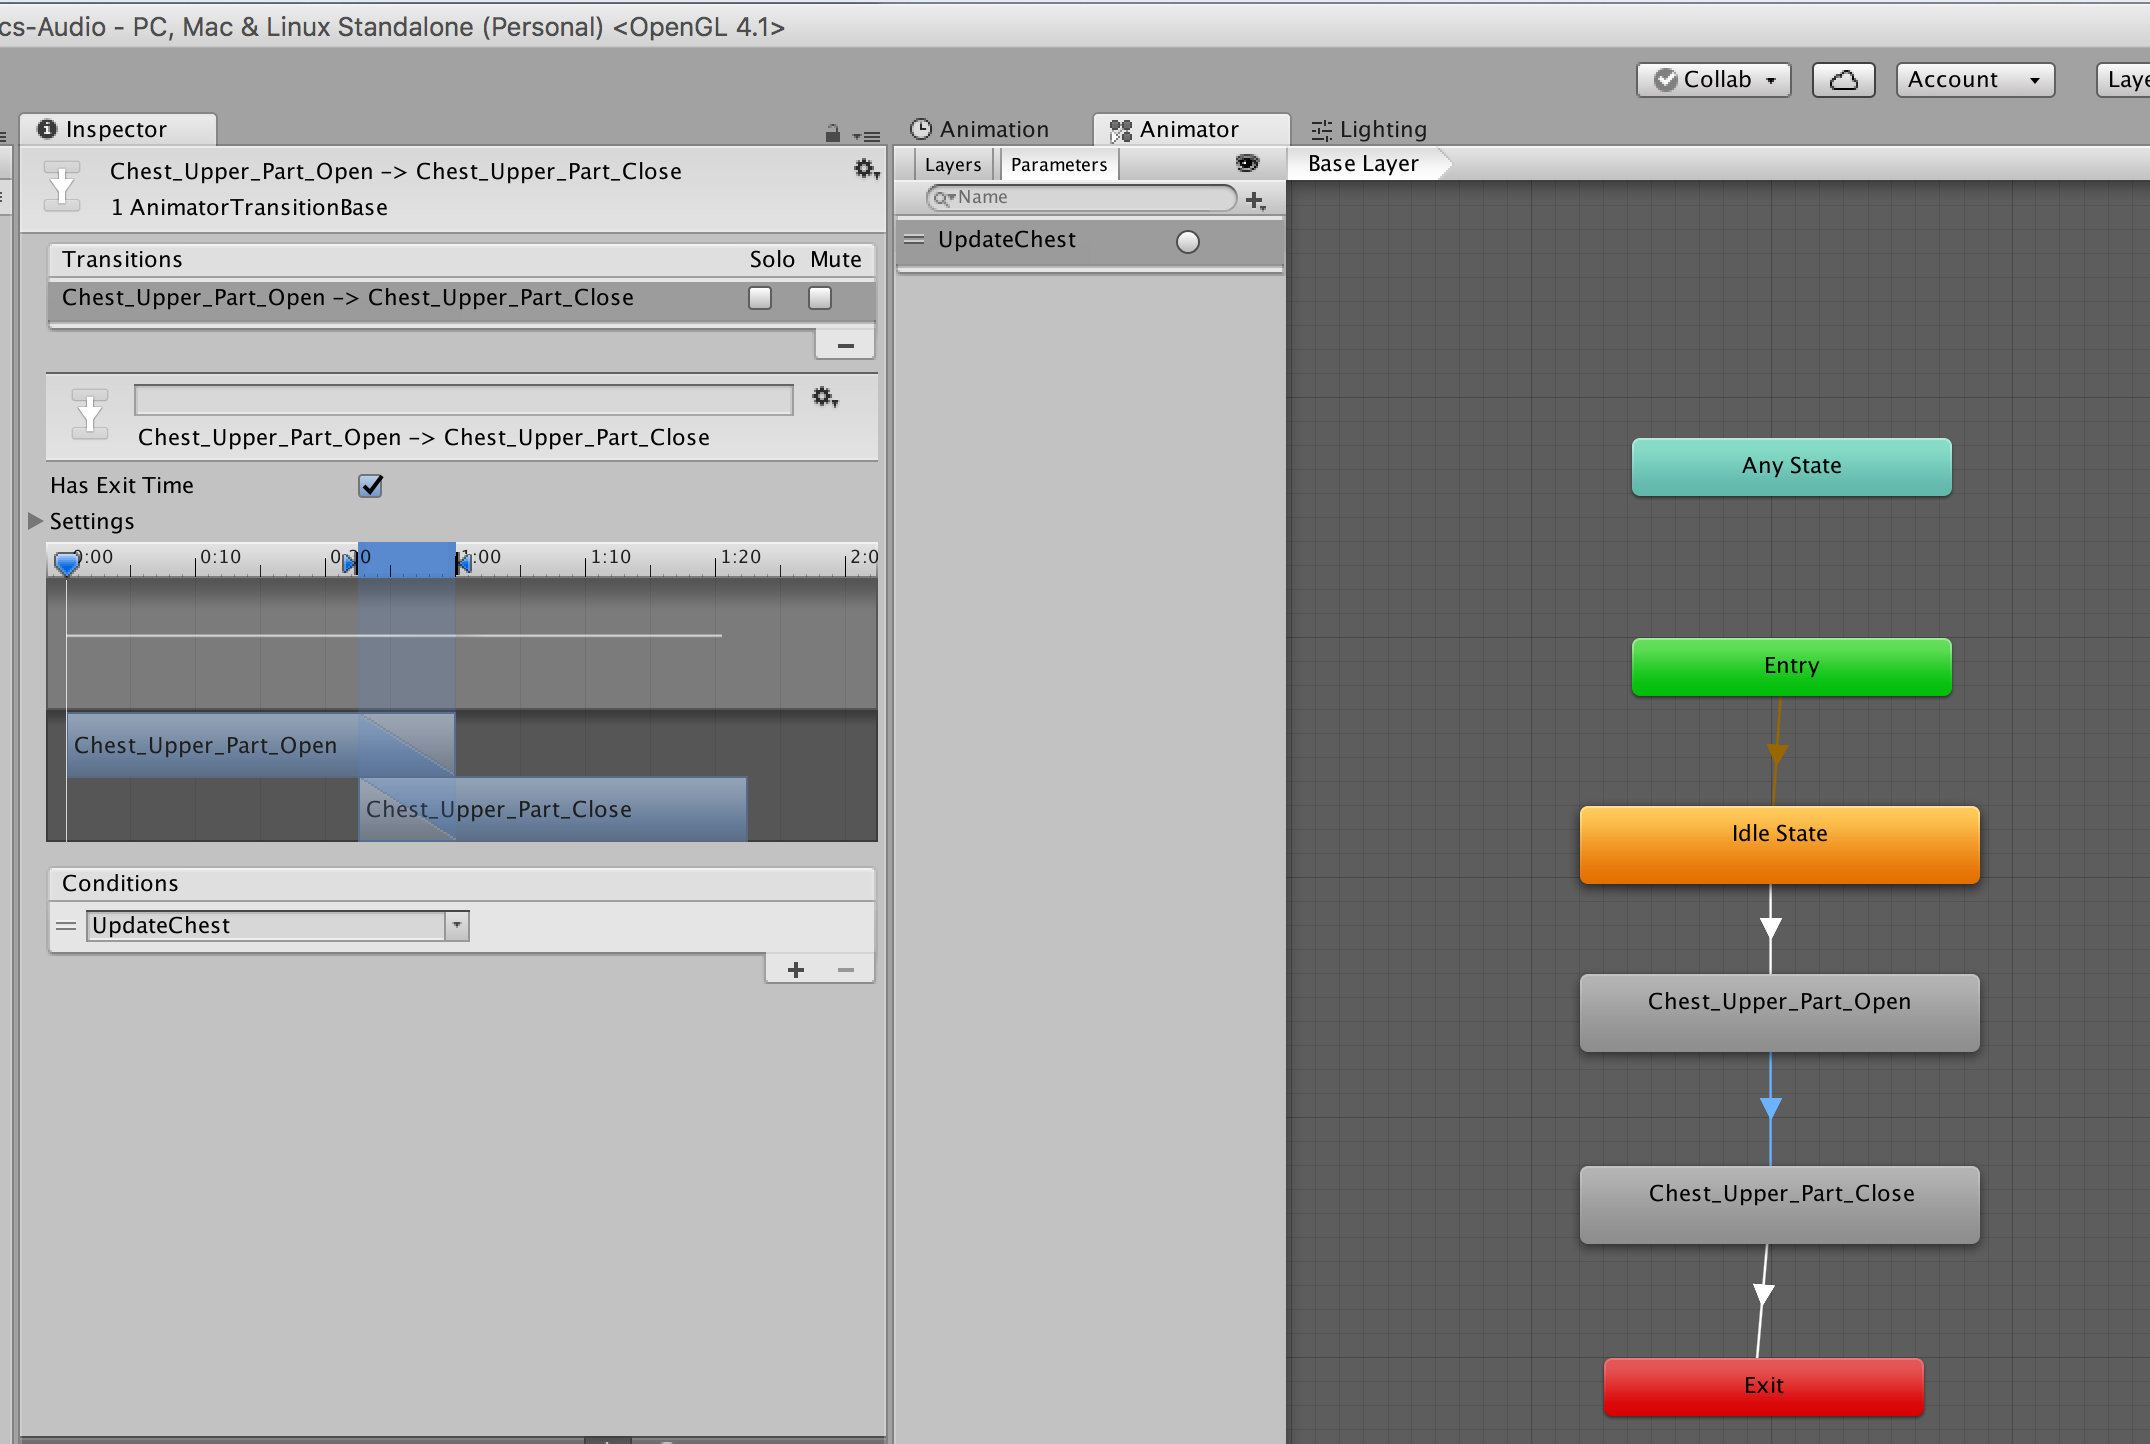 cs-Audio - PC, Mac & Linux Standalone (Personal) <OpenGL 4.1>
Collab
Account
Laye
Inspector
Chest_Upper_Part_Open -> Chest_Upper_Part_Close
1 AnimatorTransitionBase
Transitions Solo Mute
Chest_Upper_Part_Open -> Chest_Upper_Part_Close
Chest_Upper_Part_Open -> Chest_Upper_Part_Close
Has Exit Time
Settings
0:00 0:10 0:20 1:00 1:10 1:20 2:0
Chest_Upper_Part_Open
Chest_Upper_Part_Close
Conditions
UpdateChest
Animation Animator Lighting
Layers Parameters
Base Layer
Name
UpdateChest
Any State
Entry
Idle State
Chest_Upper_Part_Open
Chest_Upper_Part_Close
Exit